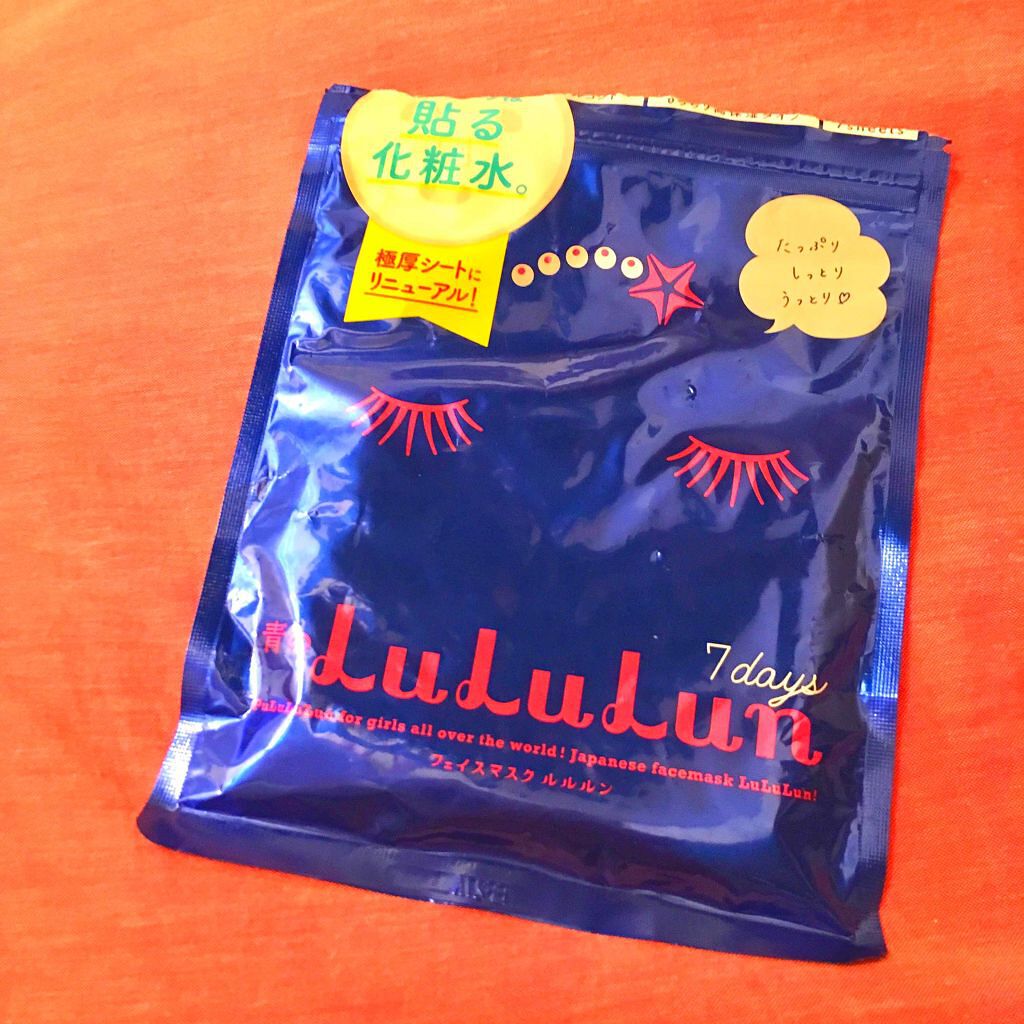 貼る
化粧水。
極厚シートに
リニューアル!
たっぷり
しっとり
うっとり♡
7sheets
青の
7days
LuLuLun
PuLuLuLun for girls all over the world! Japanese facemask LuLuLun!
フェイスマスク ルルルン